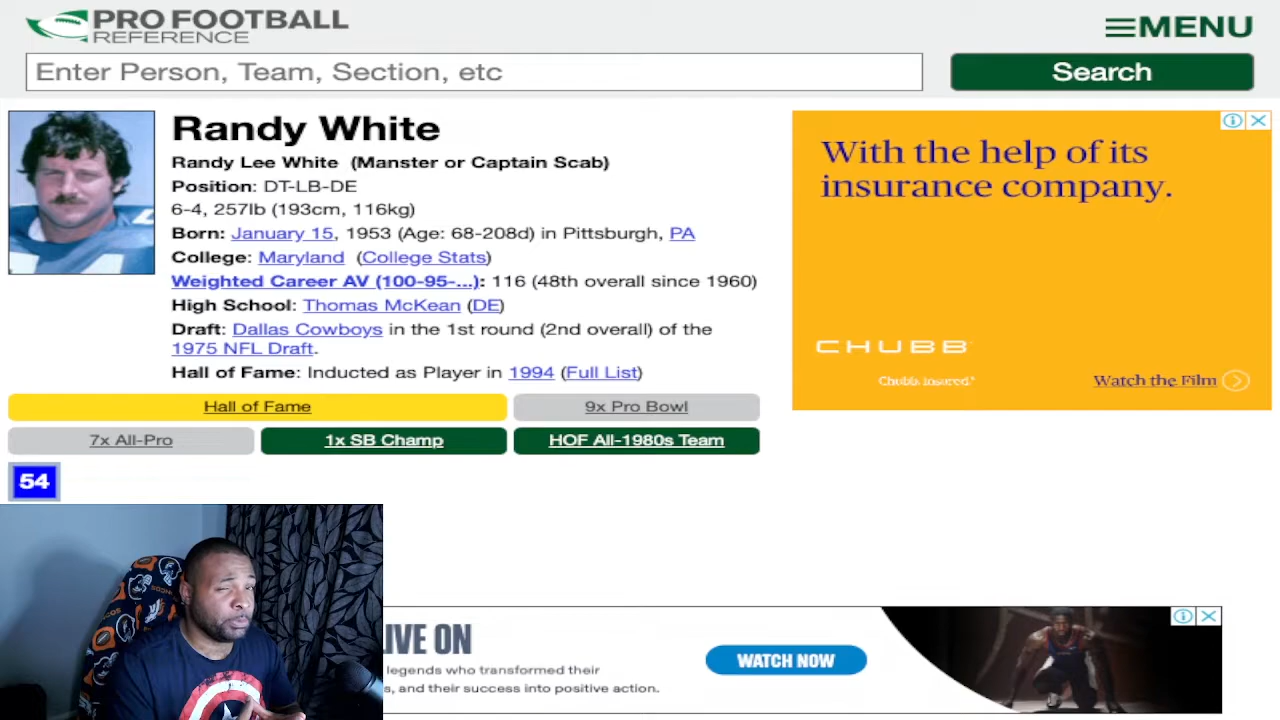 PRO FOOTBALL
REFERENCE
MENU
Enter Person, Team, Section, etc
Search
Randy White
Randy Lee White (Manster or Captain Scab)
Position: DT-LB-DE
6-4, 257lb (193cm, 116kg)
Born: January 15, 1953 (Age: 68-208d) in Pittsburgh, PA
College: Maryland (College Stats)
Weighted Career AV (100-95-...): 116 (48th overall since 1960)
High School: Thomas McKean (DE)
Draft: Dallas Cowboys in the 1st round (2nd overall) of the
1975 NFL Draft.
Hall of Fame: Inducted as Player in 1994 (Full List)
Hall of Fame
9x Pro Bowl
7x All-Pro
1x SB Champ
HOF All-1980s Team
54
With the help of its
insurance company.
CHUBB
Chubb. Insured.℠
Watch the Film
LIVE ON
legends who transformed their
s, and their success into positive action.
WATCH NOW